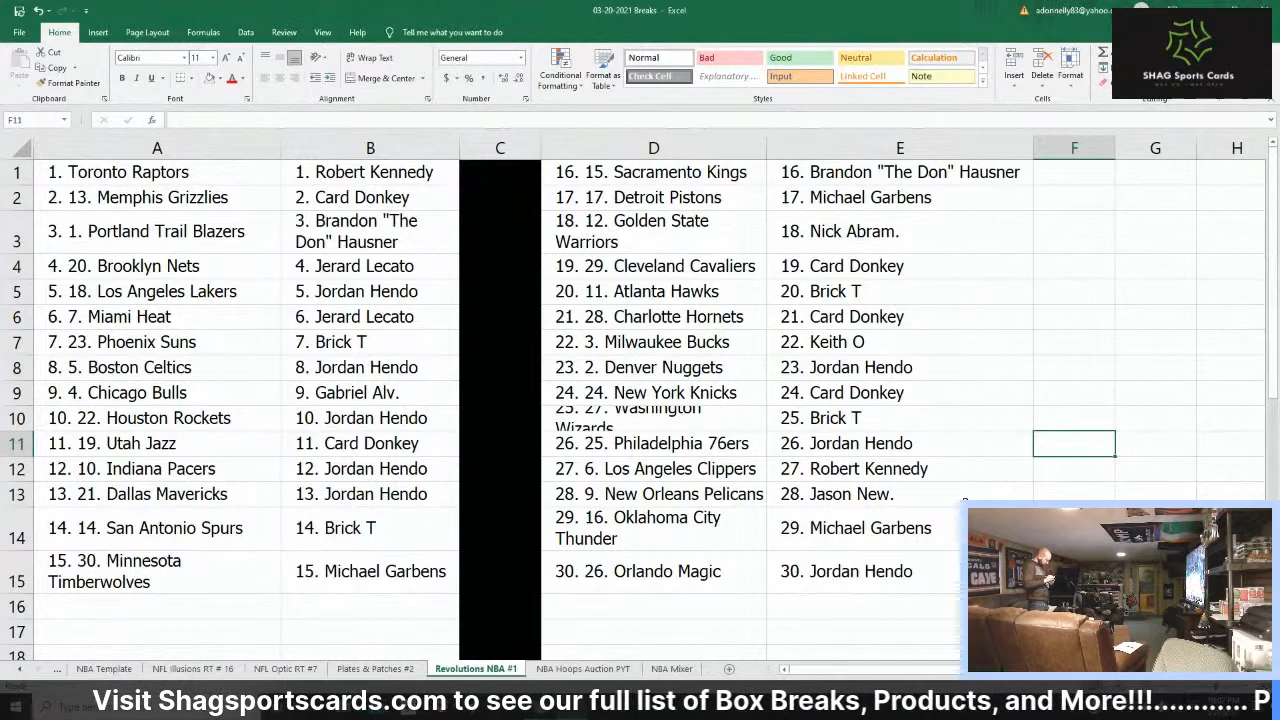 03-20-2021 Breaks - Excel
adonnelly83@yahoo.c
File Home Insert Page Layout Formulas Data Review View Help Tell me what you want to do
Cut
Copy
Format Painter
Paste
Clipboard
Calibri 11
B I U
Font
Wrap Text
Merge & Center
Alignment
General
$ % ,
Number
Conditional Formatting
Format as Table
Normal Bad Good Neutral Calculation
Check Cell Explanatory ... Input Linked Cell Note
Styles
Insert Delete Format
Cells
SHAG Sports Cards
F11
fx
A B C D E F G H
1 1. Toronto Raptors 1. Robert Kennedy 16. 15. Sacramento Kings 16. Brandon "The Don" Hausner
2 2. 13. Memphis Grizzlies 2. Card Donkey 17. 17. Detroit Pistons 17. Michael Garbens
3 3. 1. Portland Trail Blazers 3. Brandon "The Don" Hausner 18. 12. Golden State Warriors 18. Nick Abram.
4 4. 20. Brooklyn Nets 4. Jerard Lecato 19. 29. Cleveland Cavaliers 19. Card Donkey
5 5. 18. Los Angeles Lakers 5. Jordan Hendo 20. 11. Atlanta Hawks 20. Brick T
6 6. 7. Miami Heat 6. Jerard Lecato 21. 28. Charlotte Hornets 21. Card Donkey
7 7. 23. Phoenix Suns 7. Brick T 22. 3. Milwaukee Bucks 22. Keith O
8 8. 5. Boston Celtics 8. Jordan Hendo 23. 2. Denver Nuggets 23. Jordan Hendo
9 9. 4. Chicago Bulls 9. Gabriel Alv. 24. 24. New York Knicks 24. Card Donkey
10 10. 22. Houston Rockets 10. Jordan Hendo 25. 27. Washington Wizards 25. Brick T
11 11. 19. Utah Jazz 11. Card Donkey 26. 25. Philadelphia 76ers 26. Jordan Hendo
12 12. 10. Indiana Pacers 12. Jordan Hendo 27. 6. Los Angeles Clippers 27. Robert Kennedy
13 13. 21. Dallas Mavericks 13. Jordan Hendo 28. 9. New Orleans Pelicans 28. Jason New.
14 14. 14. San Antonio Spurs 14. Brick T 29. 16. Oklahoma City Thunder 29. Michael Garbens
15 15. 30. Minnesota Timberwolves 15. Michael Garbens 30. 26. Orlando Magic 30. Jordan Hendo
16
17
18
... NBA Template NFL Illusions RT # 16 NFL Optic RT #7 Plates & Patches #2 Revolutions NBA #1 NBA Hoops Auction PYT NBA Mixer
Visit Shagsportscards.com to see our full list of Box Breaks, Products, and More!!!........... P